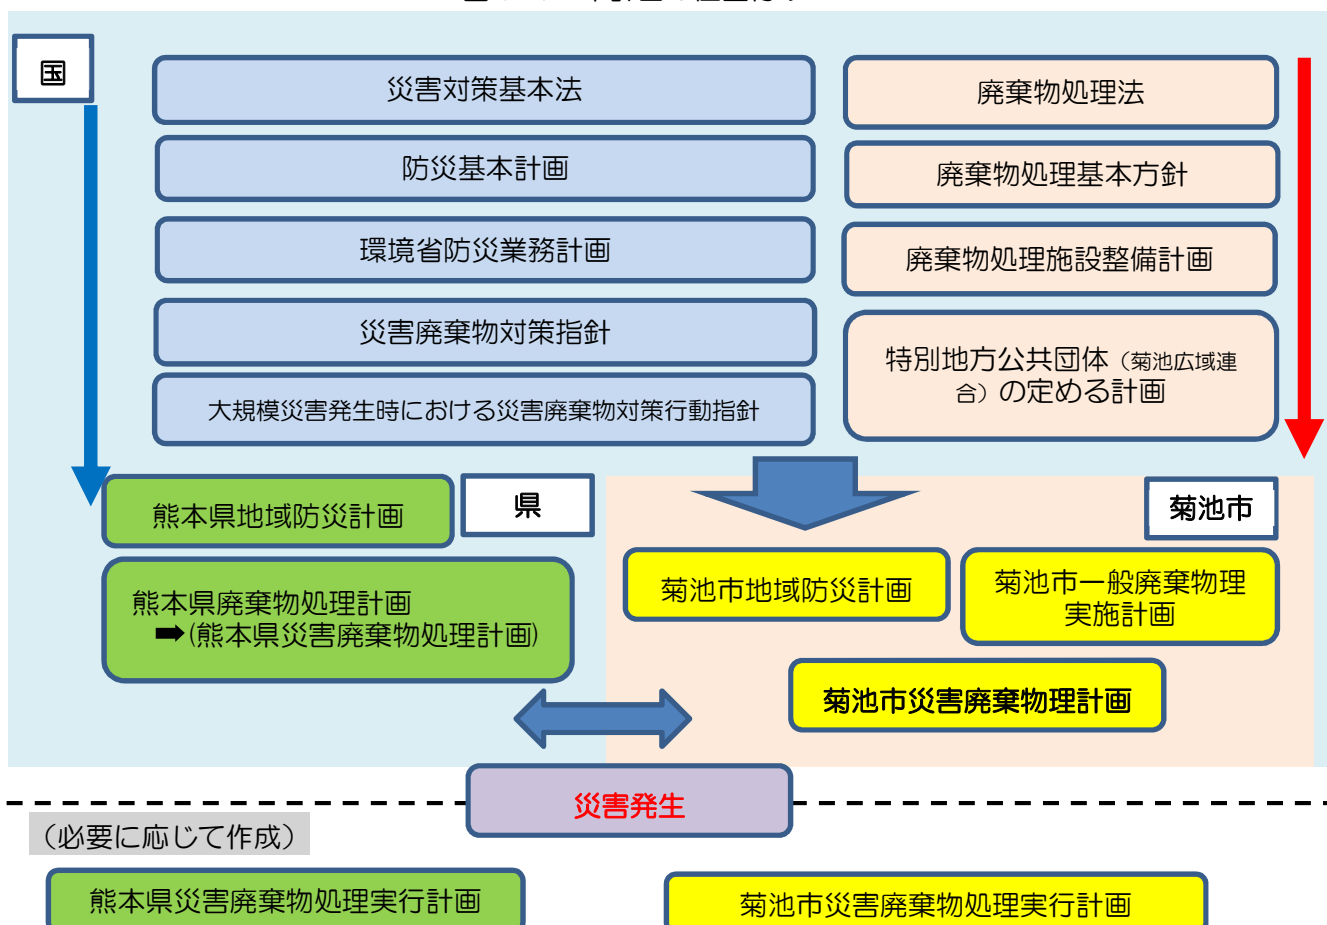 国
災害対策基本法
防災基本計画
環境省防災業務計画
災害廃棄物対策指針
大規模災害発生時における災害廃棄物対策行動指針
廃棄物処理法
廃棄物処理基本方針
廃棄物処理施設整備計画
特別地方公共団体（菊池広域連
合）の定める計画
熊本県地域防災計画
県
熊本県廃棄物処理計画
➡(熊本県災害廃棄物処理計画)
菊池市
菊池市地域防災計画
菊池市一般廃棄物理
実施計画
菊池市災害廃棄物理計画
災害発生
（必要に応じて作成）
熊本県災害廃棄物処理実行計画
菊池市災害廃棄物処理実行計画